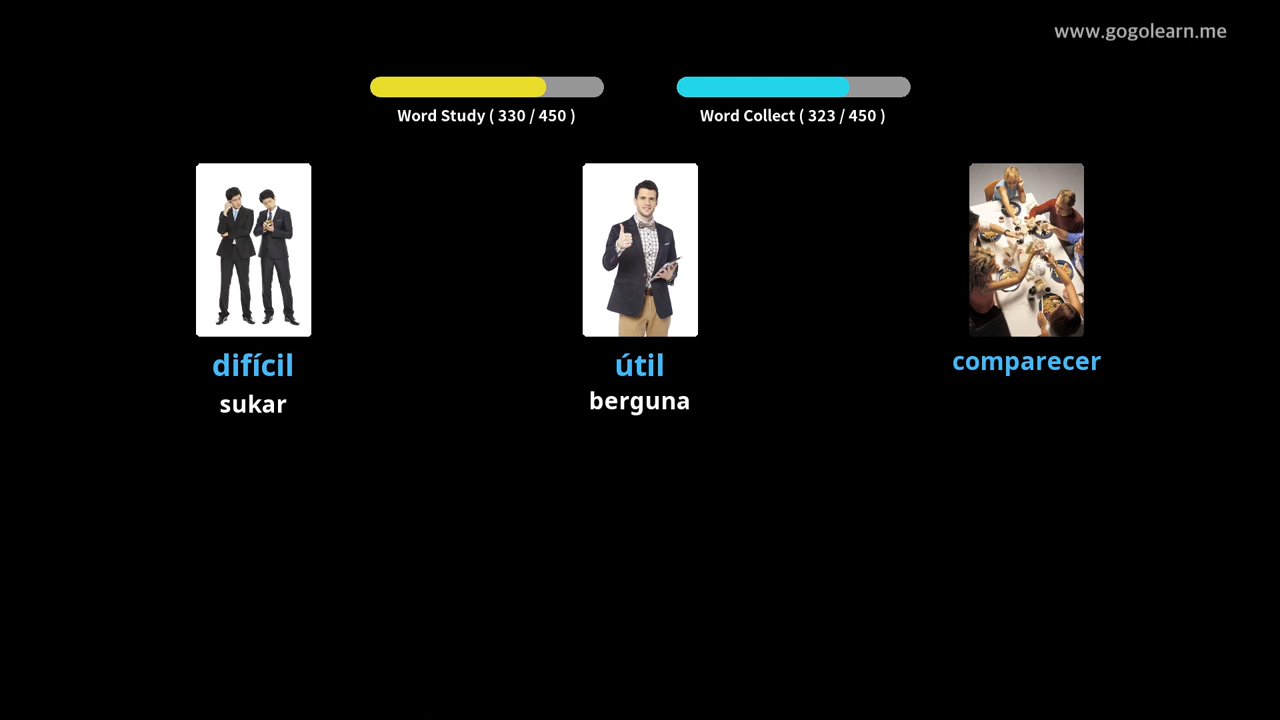 www.gogolearn.me
Word Study ( 330 / 450 )
Word Collect ( 323 / 450 )
difícil
sukar
útil
berguna
comparecer